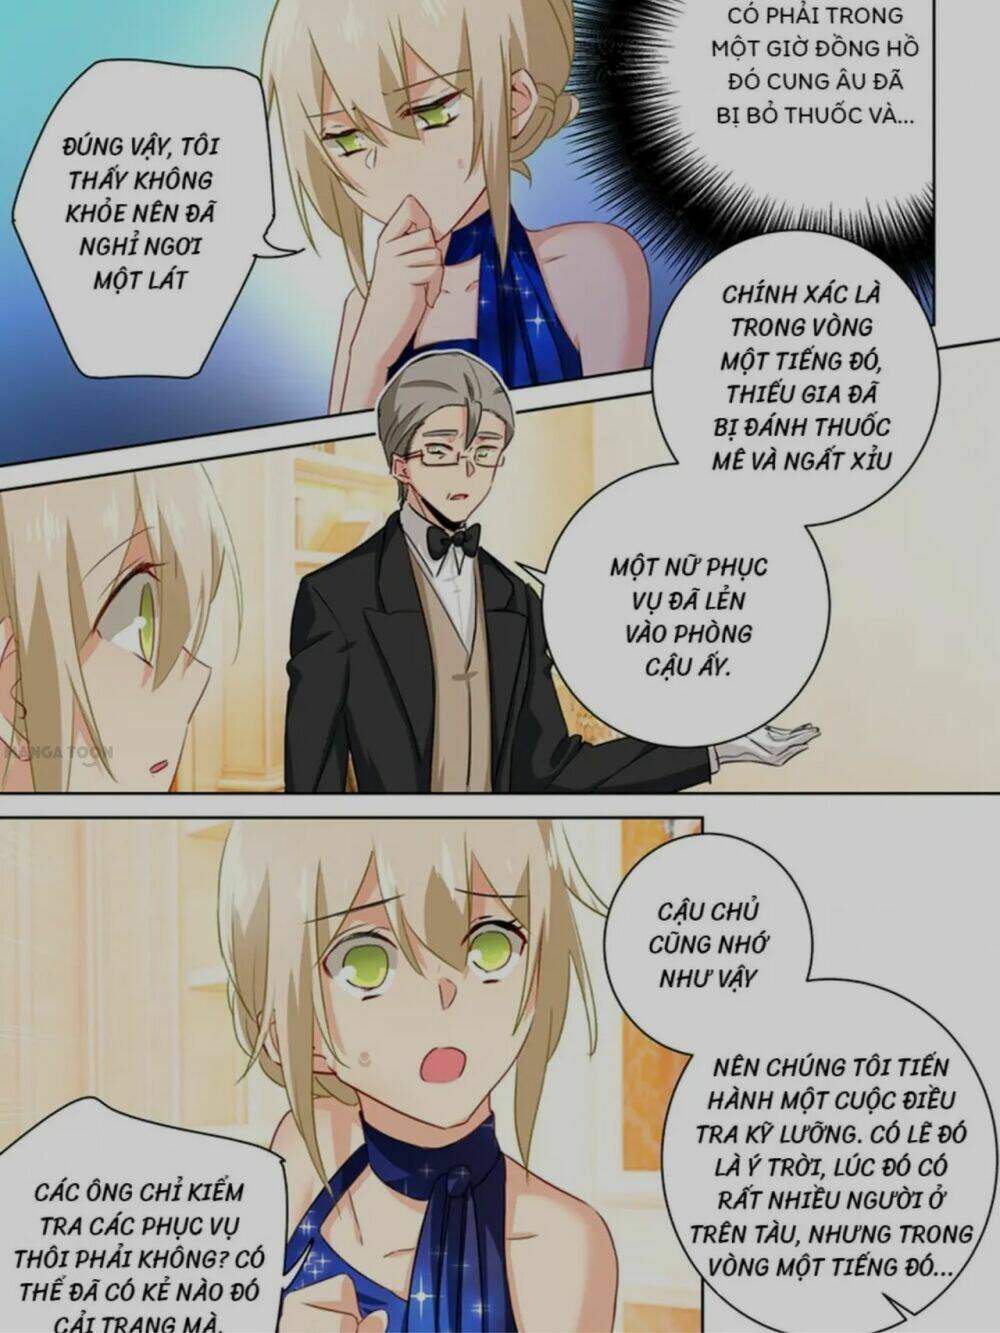 CÓ PHẢI TRONG
MỘT GIỜ ĐỒNG HỒ
ĐÓ CUNG ÂU ĐÃ
BỊ BỎ THUỐC VÀ...
ĐÚNG VẬY, TÔI
THẤY KHÔNG
KHỎE NÊN ĐÃ
NGHỈ NGƠI
MỘT LÁT
CHÍNH XÁC LÀ
TRONG VÒNG
MỘT TIẾNG ĐÓ,
THIẾU GIA ĐÃ
BỊ ĐÁNH THUỐC
MÊ VÀ NGẤT XỈU
MỘT NỮ PHỤC
VỤ ĐÃ LẺN
VÀO PHÒNG
CẬU ẤY.
MANGA TOON
CẬU CHỦ
CŨNG NHỚ
NHƯ VẬY
NÊN CHÚNG TÔI TIẾN
HÀNH MỘT CUỘC ĐIỀU
TRA KỸ LƯỠNG. CÓ LẼ ĐÓ
LÀ Ý TRỜI, LÚC ĐÓ CÓ
RẤT NHIỀU NGƯỜI Ở
TRÊN TÀU, NHƯNG TRONG
VÒNG MỘT TIẾNG ĐÓ...
CÁC ÔNG CHỈ KIỂM
TRA CÁC PHỤC VỤ
THÔI PHẢI KHÔNG? CÓ
THỂ ĐÃ CÓ KẺ NÀO ĐÓ
CẢI TRANG MÀ.